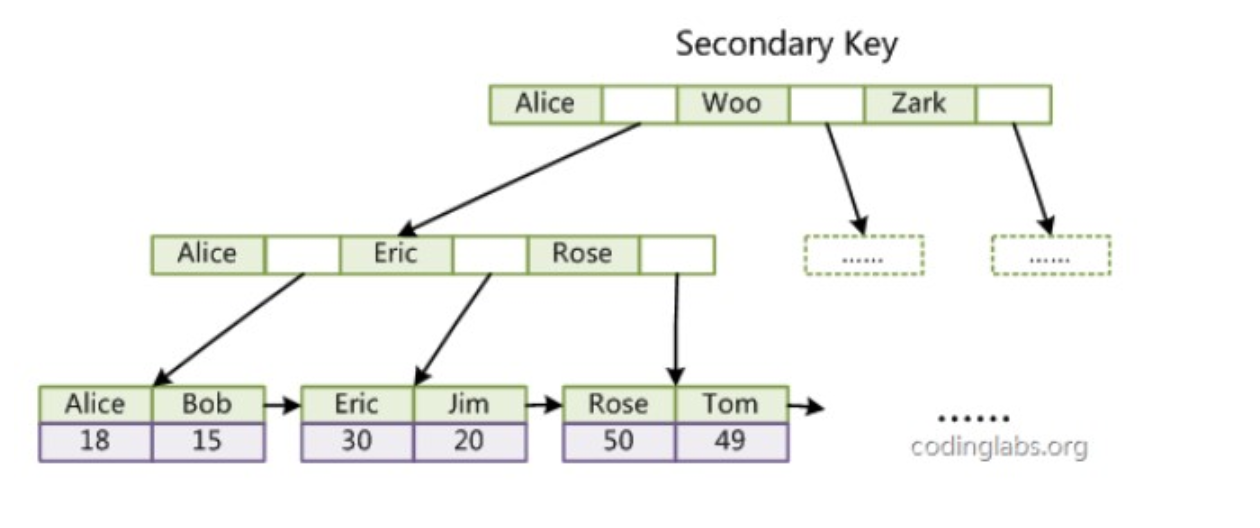 Secondary Key
Alice Woo Zark
Alice Eric Rose ...... ......
Alice Bob Eric Jim Rose Tom
18 15 30 20 50 49
......
codinglabs.org